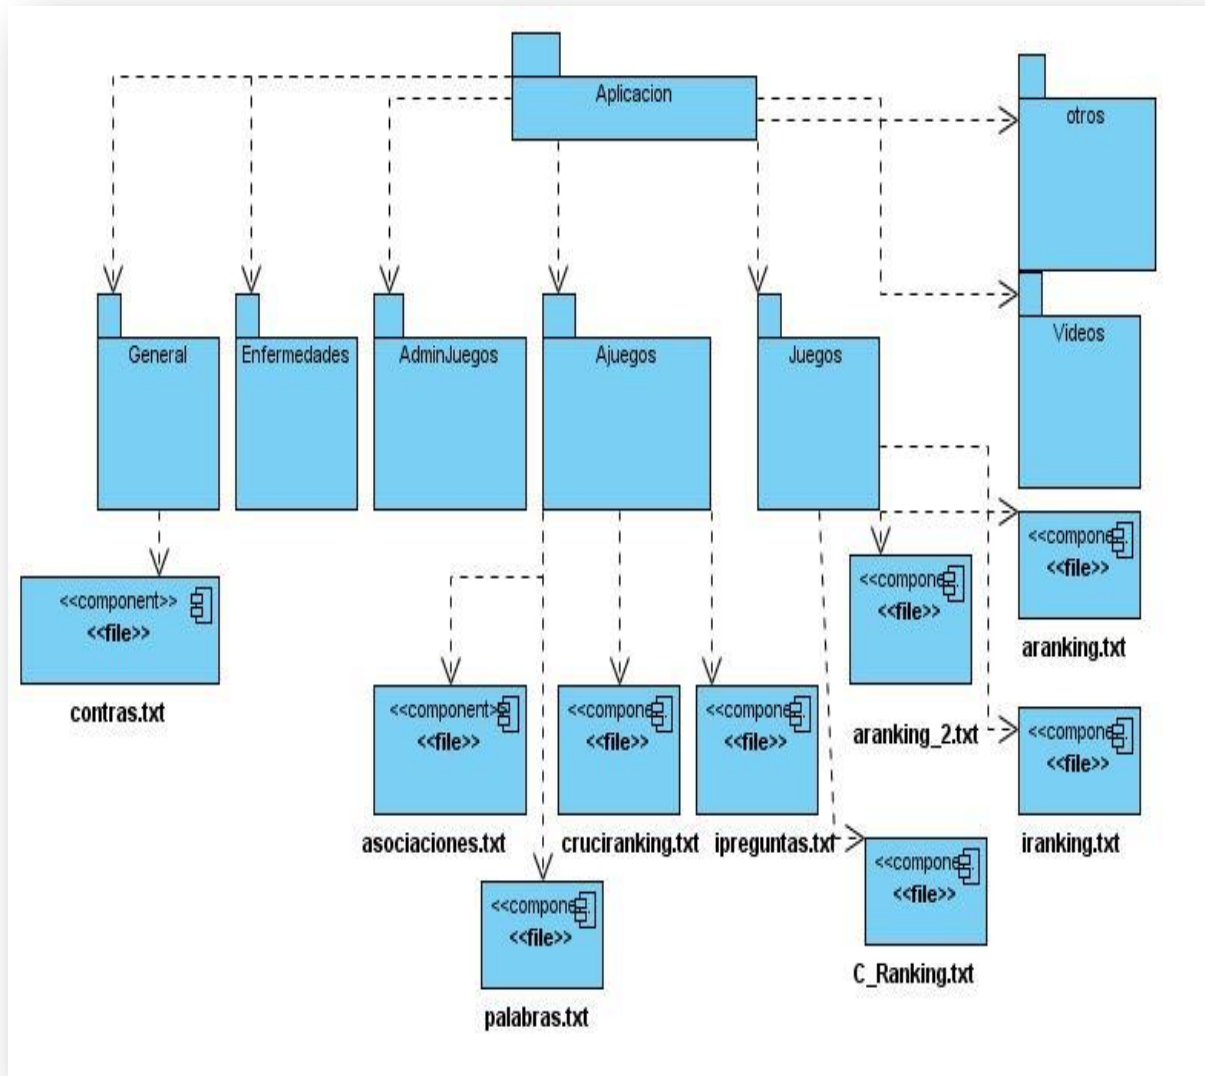 Aplicacion
otros
General
Enfermedades
AdminJuegos
Ajuegos
Juegos
Videos
<<component>>
<<file>>
contras.txt
<<compone...
<<file>>
aranking_2.txt
<<compone...
<<file>>
aranking.txt
<<component>>
<<file>>
asociaciones.txt
<<compone...
<<file>>
cruciranking.txt
<<compone...
<<file>>
ipreguntas.txt
<<compone...
<<file>>
iranking.txt
<<compone...
<<file>>
palabras.txt
<<compone...
<<file>>
C_Ranking.txt